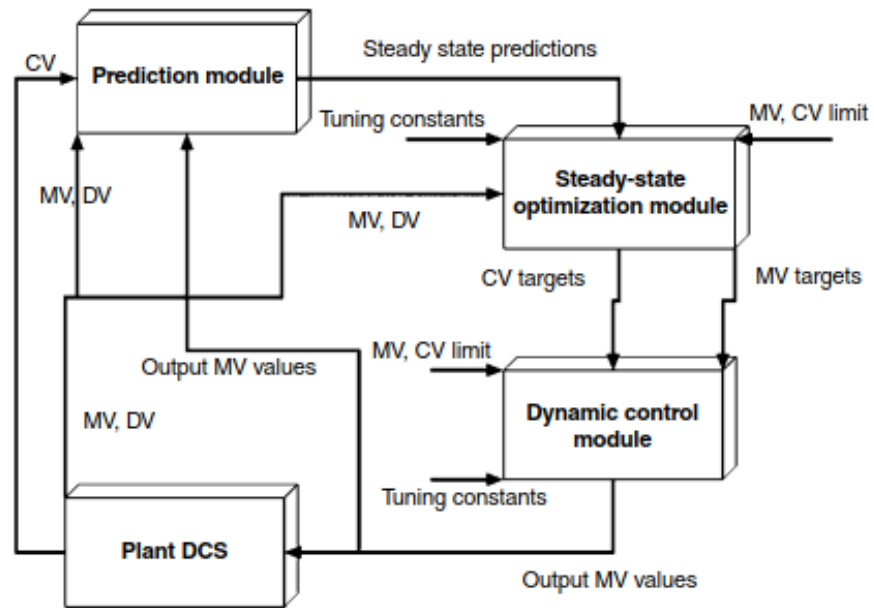 CV
Prediction module
Steady state predictions
Tuning constants
MV, CV limit
MV, DV
Steady-state
optimization module
MV, DV
CV targets
MV targets
Output MV values
MV, CV limit
MV, DV
Dynamic control
module
Tuning constants
Plant DCS
Output MV values